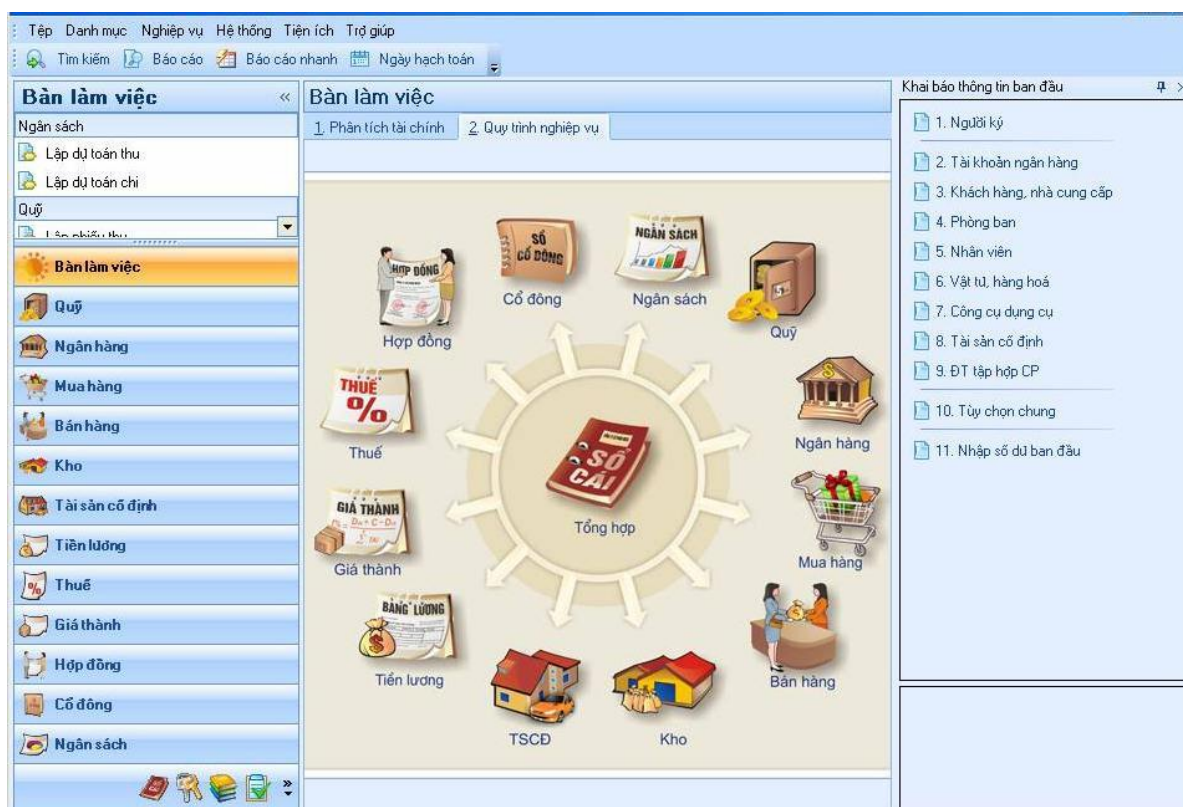 Tệp Danh mục Nghiệp vụ Hệ thống Tiện ích Trợ giúp
Tìm kiếm Báo cáo Báo cáo nhanh Ngày hạch toán
Bàn làm việc «
Ngân sách
Lập dự toán thu
Lập dự toán chi
Quỹ
Lập phiếu thu
Bàn làm việc
Quỹ
Ngân hàng
Mua hàng
Bán hàng
Kho
Tài sản cố định
Tiền lương
Thuế
Giá thành
Hợp đồng
Cổ đông
Ngân sách
Bàn làm việc
1. Phân tích tài chính 2. Quy trình nghiệp vụ
SỔ CỔ ĐÔNG
Cổ đông
NGÂN SÁCH
Ngân sách
HỢP ĐỒNG
Hợp đồng
Quỹ
THUẾ %
Thuế
Ngân hàng
SỔ CÁI
Tổng hợp
GIÁ THÀNH
Giá thành
Mua hàng
BẢNG LƯƠNG
Tiền lương
Bán hàng
TSCĐ
Kho
Khai báo thông tin ban đầu
1. Người ký
2. Tài khoản ngân hàng
3. Khách hàng, nhà cung cấp
4. Phòng ban
5. Nhân viên
6. Vật tư, hàng hoá
7. Công cụ dụng cụ
8. Tài sản cố định
9. ĐT tập hợp CP
10. Tùy chọn chung
11. Nhập số dư ban đầu